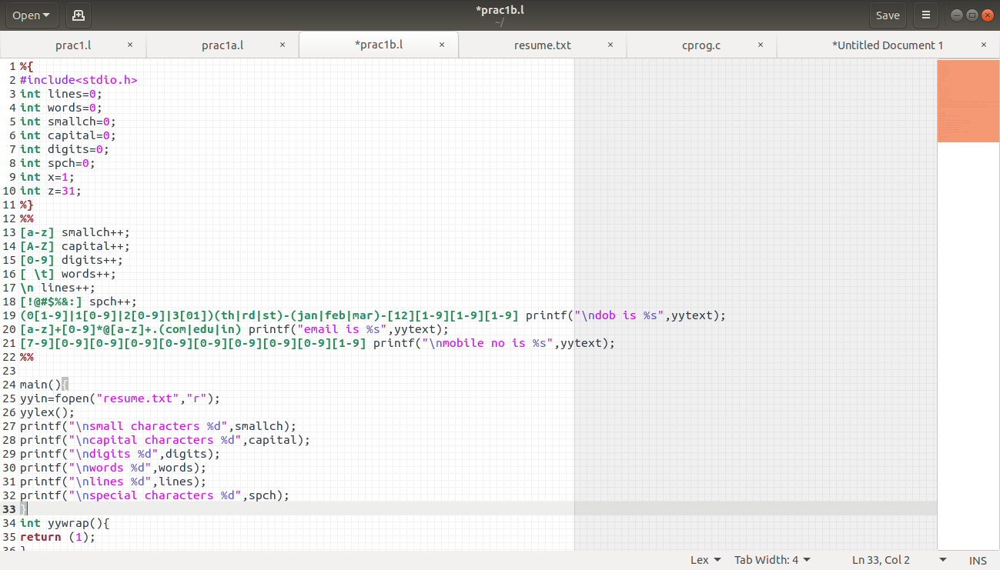 Open
*prac1b.l
~/
Save
prac1.l × prac1a.l × *prac1b.l × resume.txt × cprog.c × *Untitled Document 1 ×
1 %{
2 #include<stdio.h>
3 int lines=0;
4 int words=0;
5 int smallch=0;
6 int capital=0;
7 int digits=0;
8 int spch=0;
9 int x=1;
10 int z=31;
11 %}
12 %%
13 [a-z] smallch++;
14 [A-Z] capital++;
15 [0-9] digits++;
16 [ \t] words++;
17 \n lines++;
18 [!@#$%&:] spch++;
19 (0[1-9]|1[0-9]|2[0-9]|3[01])(th|rd|st)-(jan|feb|mar)-[12][1-9][1-9][1-9] printf("\ndob is %s",yytext);
20 [a-z]+[0-9]*@[a-z]+.(com|edu|in) printf("email is %s",yytext);
21 [7-9][0-9][0-9][0-9][0-9][0-9][0-9][0-9][0-9][1-9] printf("\nmobile no is %s",yytext);
22 %%
23
24 main(){
25 yyin=fopen("resume.txt","r");
26 yylex();
27 printf("\nsmall characters %d",smallch);
28 printf("\ncapital characters %d",capital);
29 printf("\ndigits %d",digits);
30 printf("\nwords %d",words);
31 printf("\nlines %d",lines);
32 printf("\nspecial characters %d",spch);
33 }
34 int yywrap(){
35 return (1);
36 }
Lex Tab Width: 4 Ln 33, Col 2 INS